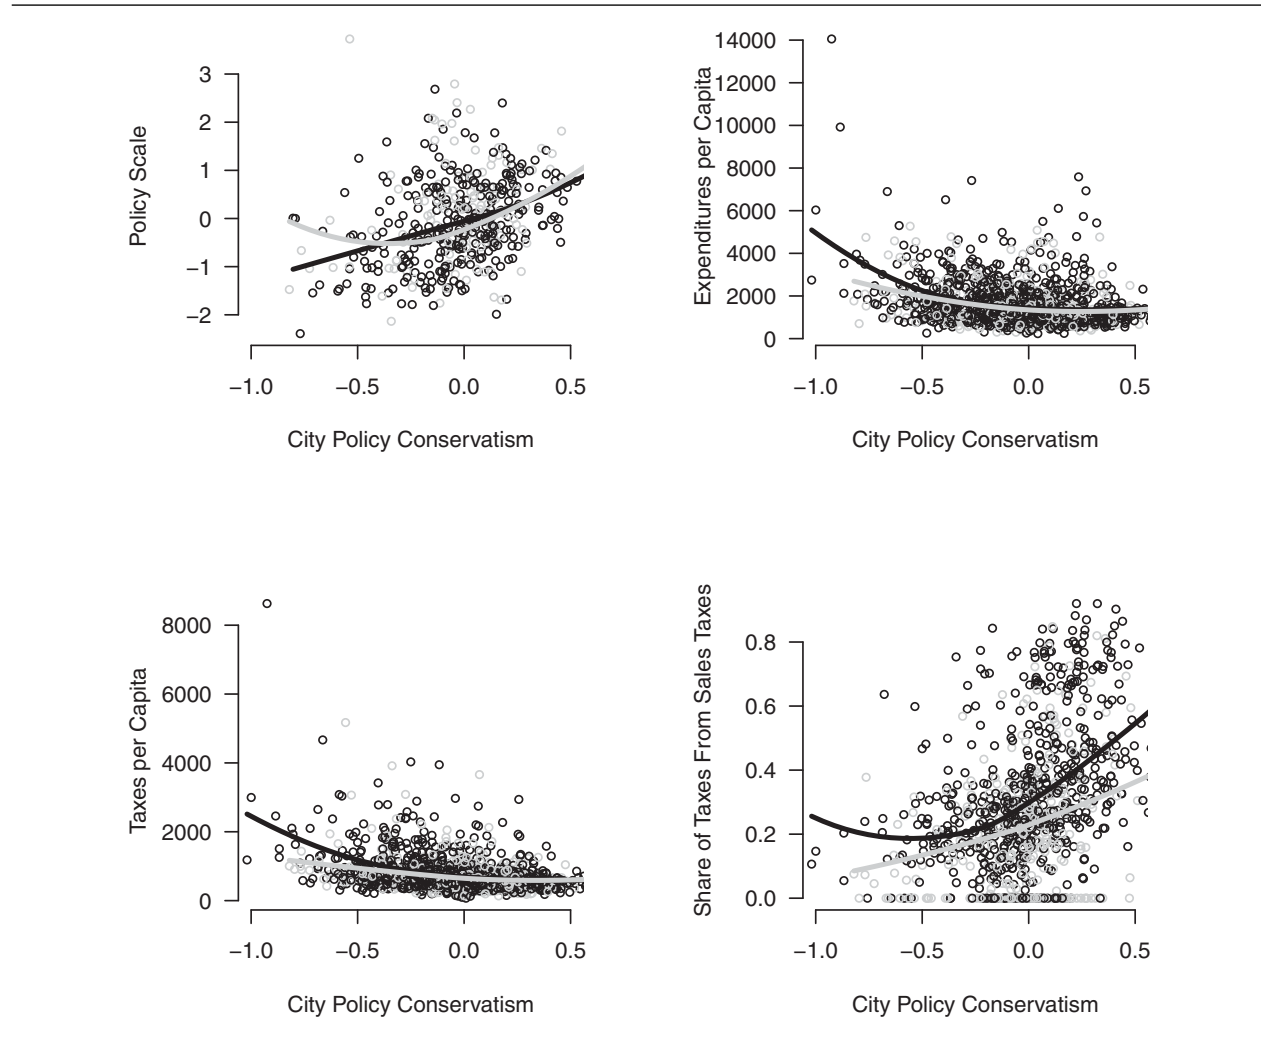 Policy Scale
3
2
1
0
−1
−2
−1.0 −0.5 0.0 0.5
City Policy Conservatism
Expenditures per Capita
14000
12000
10000
8000
6000
4000
2000
0
−1.0 −0.5 0.0 0.5
City Policy Conservatism
Taxes per Capita
8000
6000
4000
2000
0
−1.0 −0.5 0.0 0.5
City Policy Conservatism
Share of Taxes From Sales Taxes
0.8
0.6
0.4
0.2
0.0
−1.0 −0.5 0.0 0.5
City Policy Conservatism